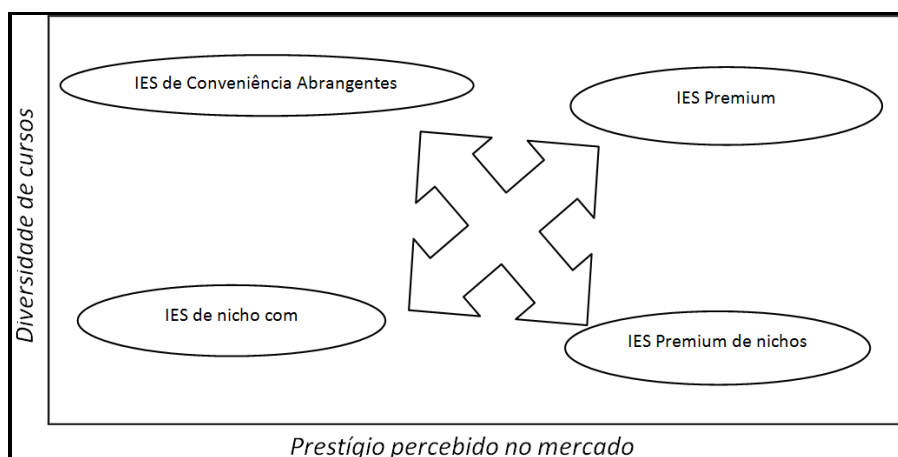 IES de Conveniência Abrangentes
IES Premium
Diversidade de cursos
IES de nicho com
IES Premium de nichos
Prestígio percebido no mercado